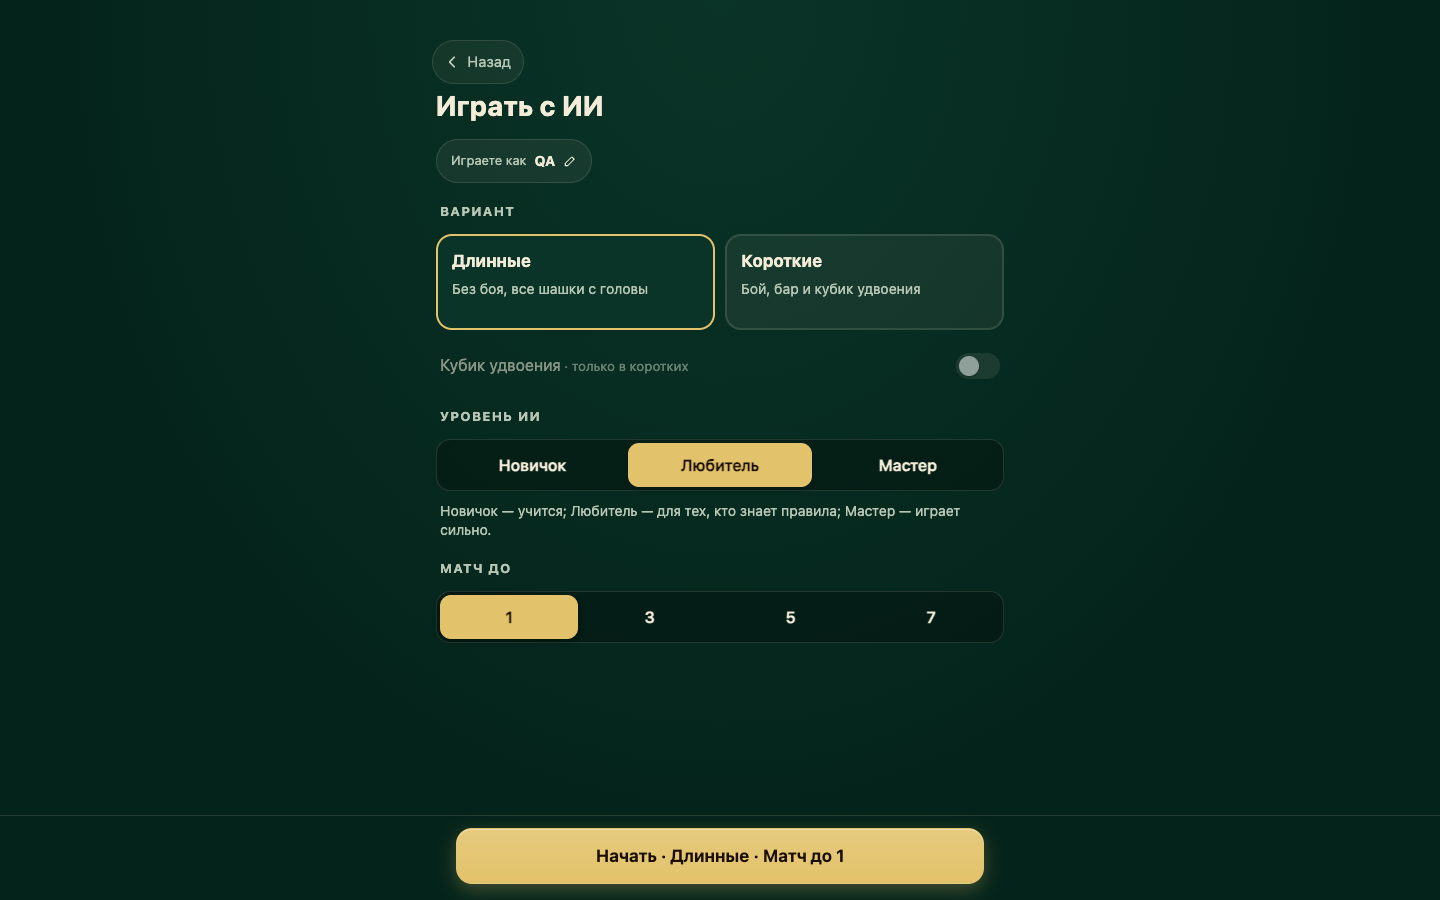 Назад
Играть с ИИ
Играете как QA
ВАРИАНТ
Длинные
Без боя, все шашки с головы
Короткие
Бой, бар и кубик удвоения
Кубик удвоения · только в коротких
УРОВЕНЬ ИИ
Новичок Любитель Мастер
Новичок — учится; Любитель — для тех, кто знает правила; Мастер — играет
сильно.
МАТЧ ДО
1 3 5 7
Начать · Длинные · Матч до 1